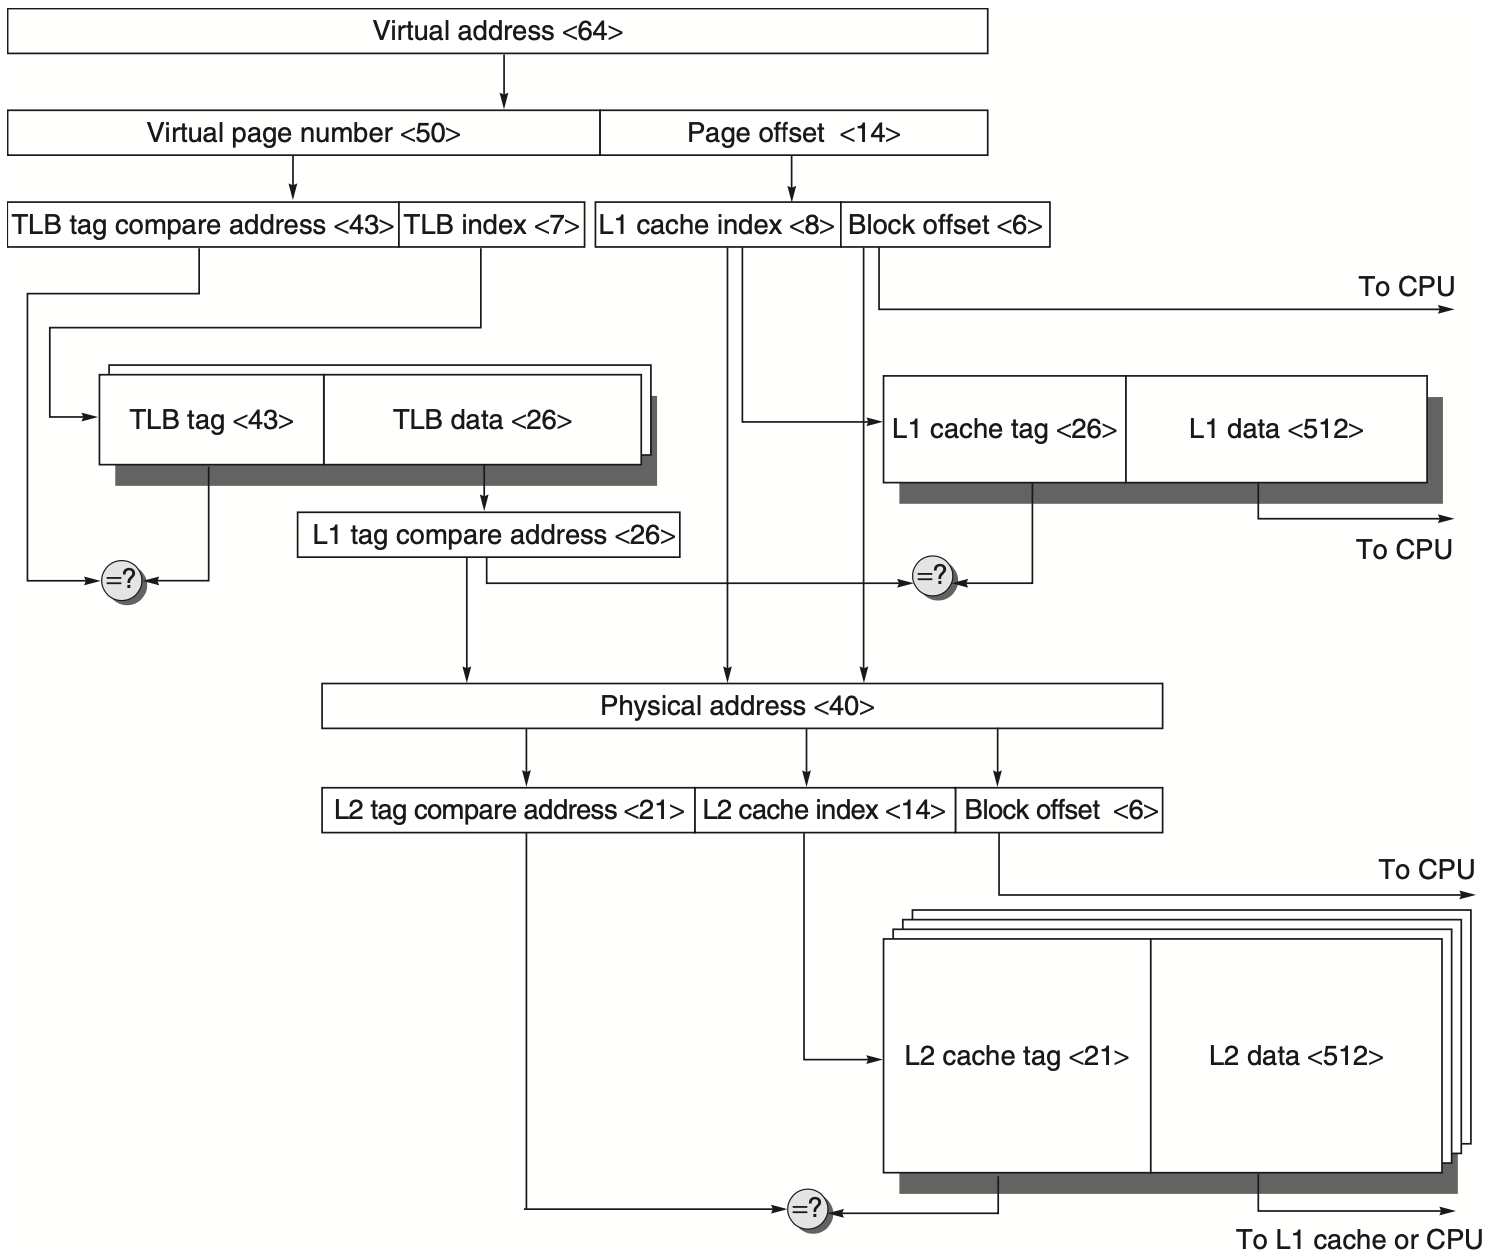 Virtual address <64>
Virtual page number <50>
Page offset <14>
TLB tag compare address <43>
TLB index <7>
L1 cache index <8>
Block offset <6>
To CPU
TLB tag <43>
TLB data <26>
L1 cache tag <26>
L1 data <512>
L1 tag compare address <26>
To CPU
=?
=?
Physical address <40>
L2 tag compare address <21>
L2 cache index <14>
Block offset <6>
To CPU
L2 cache tag <21>
L2 data <512>
=?
To L1 cache or CPU